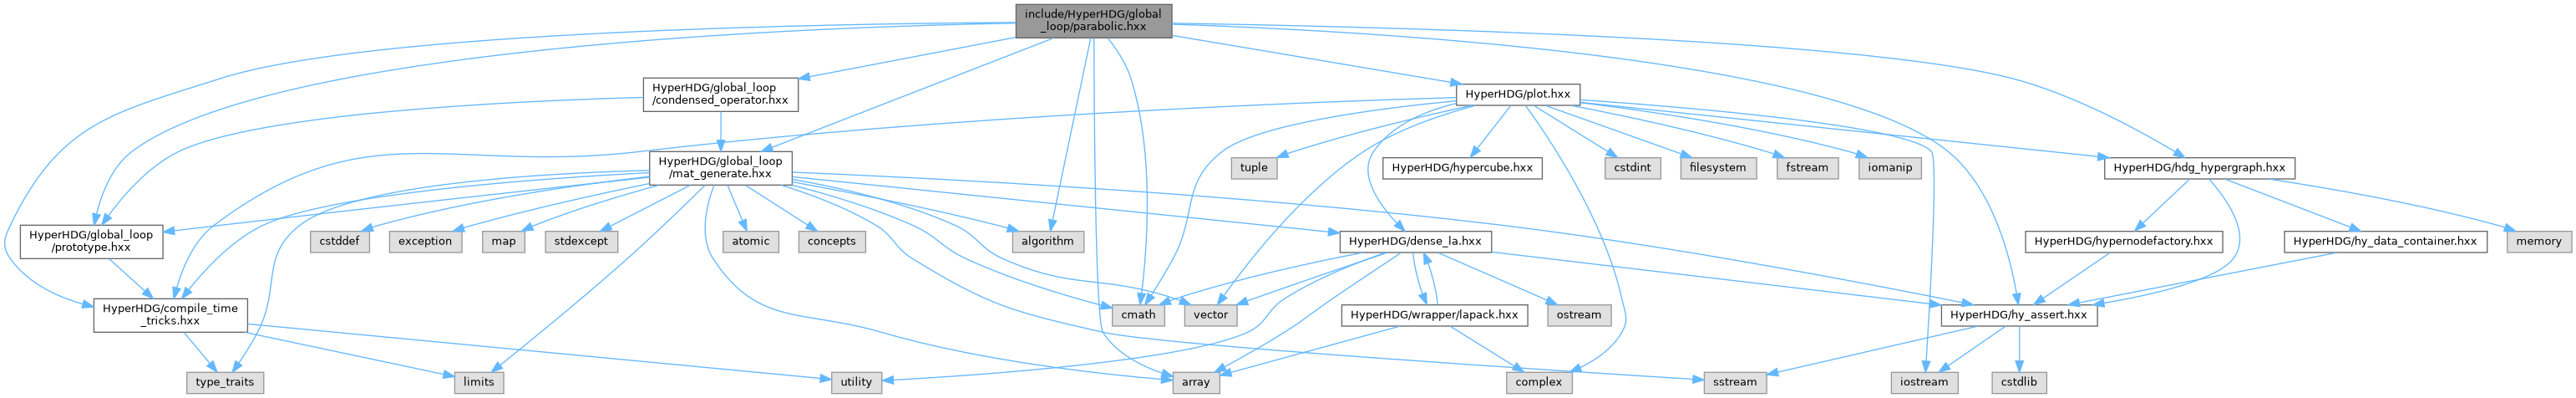 include/HyperHDG/global
_loop/parabolic.hxx
HyperHDG/global_loop
/condensed_operator.hxx
HyperHDG/plot.hxx
HyperHDG/global_loop
/mat_generate.hxx
tuple
HyperHDG/hypercube.hxx
cstdint
filesystem
fstream
iomanip
HyperHDG/hdg_hypergraph.hxx
HyperHDG/global_loop
/prototype.hxx
cstddef
exception
map
stdexcept
atomic
concepts
algorithm
HyperHDG/dense_la.hxx
HyperHDG/hypernodefactory.hxx
HyperHDG/hy_data_container.hxx
memory
HyperHDG/compile_time
_tricks.hxx
cmath
vector
HyperHDG/wrapper/lapack.hxx
ostream
HyperHDG/hy_assert.hxx
type_traits
limits
utility
array
complex
sstream
iostream
cstdlib